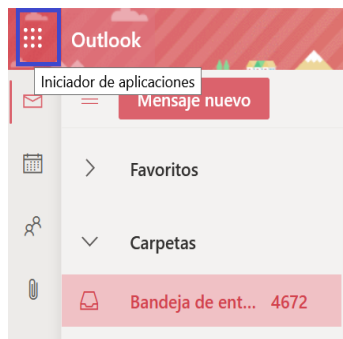 Outlook
Iniciador de aplicaciones
Mensaje nuevo
Favoritos
Carpetas
Bandeja de ent... 4672